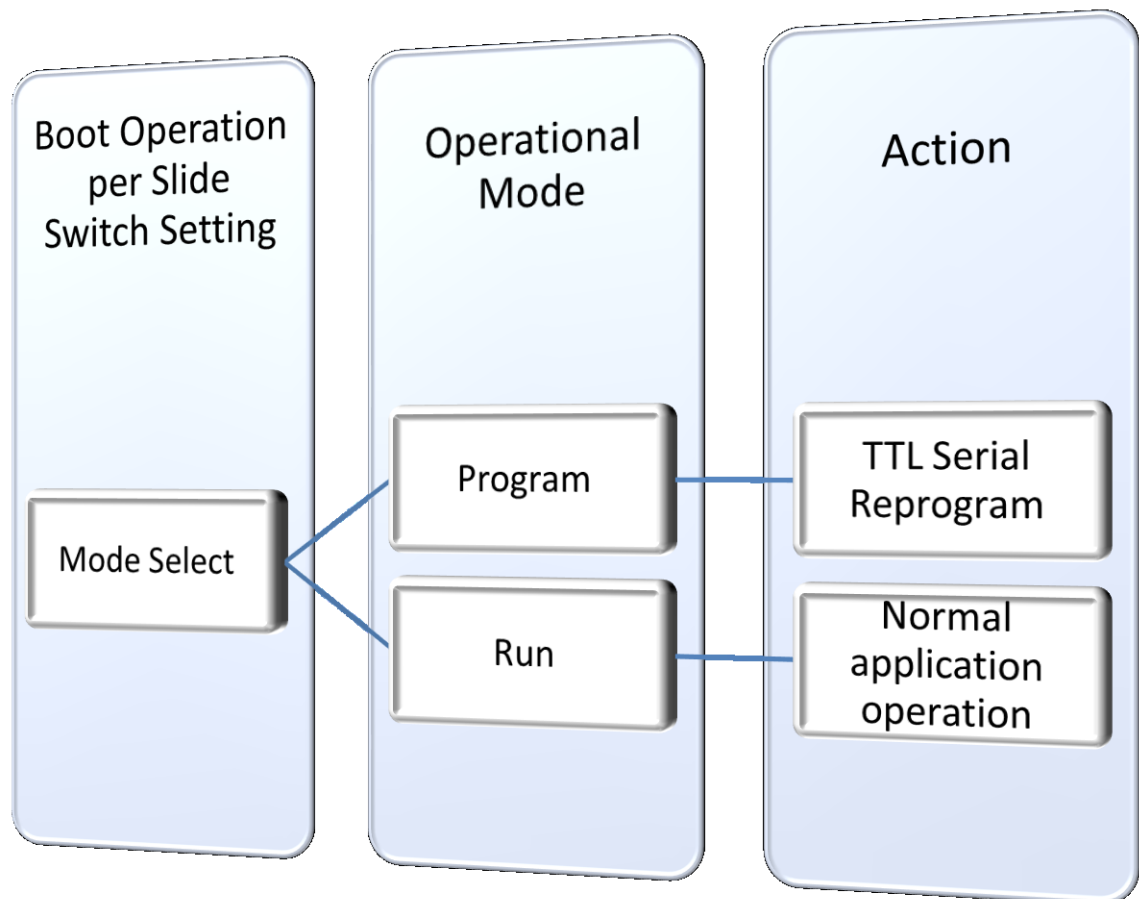 Boot Operation
per Slide
Switch Setting
Mode Select
Operational
Mode
Program
Run
Action
TTL Serial
Reprogram
Normal
application
operation